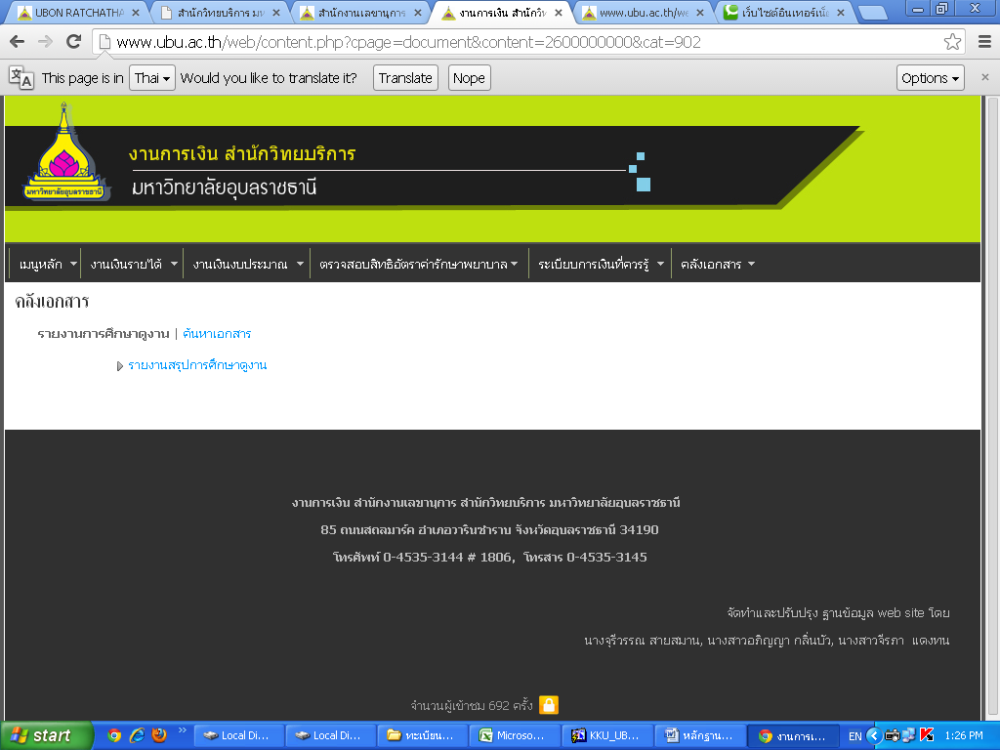 UBON RATCHATHA
สำนักวิทยบริการ มห
สำนักงานเลขานุการ
งานการเงิน สำนักวิท
www.ubu.ac.th/we
เว็บไซต์อินเทอร์เน็ต
www.ubu.ac.th/web/content.php?cpage=document&content=2600000000&cat=902
This page is in Thai Would you like to translate it? Translate Nope Options
งานการเงิน สำนักวิทยบริการ
มหาวิทยาลัยอุบลราชธานี
มหาวิทยาลัยอุบลราชธานี
เมนูหลัก งานเงินรายได้ งานเงินงบประมาณ ตรวจสอบสิทธิอัตราค่ารักษาพยาบาล ระเบียบการเงินที่ควรรู้ คลังเอกสาร
คลังเอกสาร
รายงานการศึกษาดูงาน | ค้นหาเอกสาร
รายงานสรุปการศึกษาดูงาน
งานการเงิน สำนักงานเลขานุการ สำนักวิทยบริการ มหาวิทยาลัยอุบลราชธานี
85 ถนนสถลมาร์ค อำเภอวารินชำราบ จังหวัดอุบลราชธานี 34190
โทรศัพท์ 0-4535-3144 # 1806, โทรสาร 0-4535-3145
จัดทำและปรับปรุง ฐานข้อมูล web site โดย
นางจุรีวรรณ สายสมาน, นางสาวอภิญญา กลิ่นบัว, นางสาวจีรภา แดงทน
จำนวนผู้เข้าชม 692 ครั้ง
start Local Di... Local Di... ทะเบียน... Microso... KKU_UB... หลักฐาน... งานการเ... EN 1:26 PM